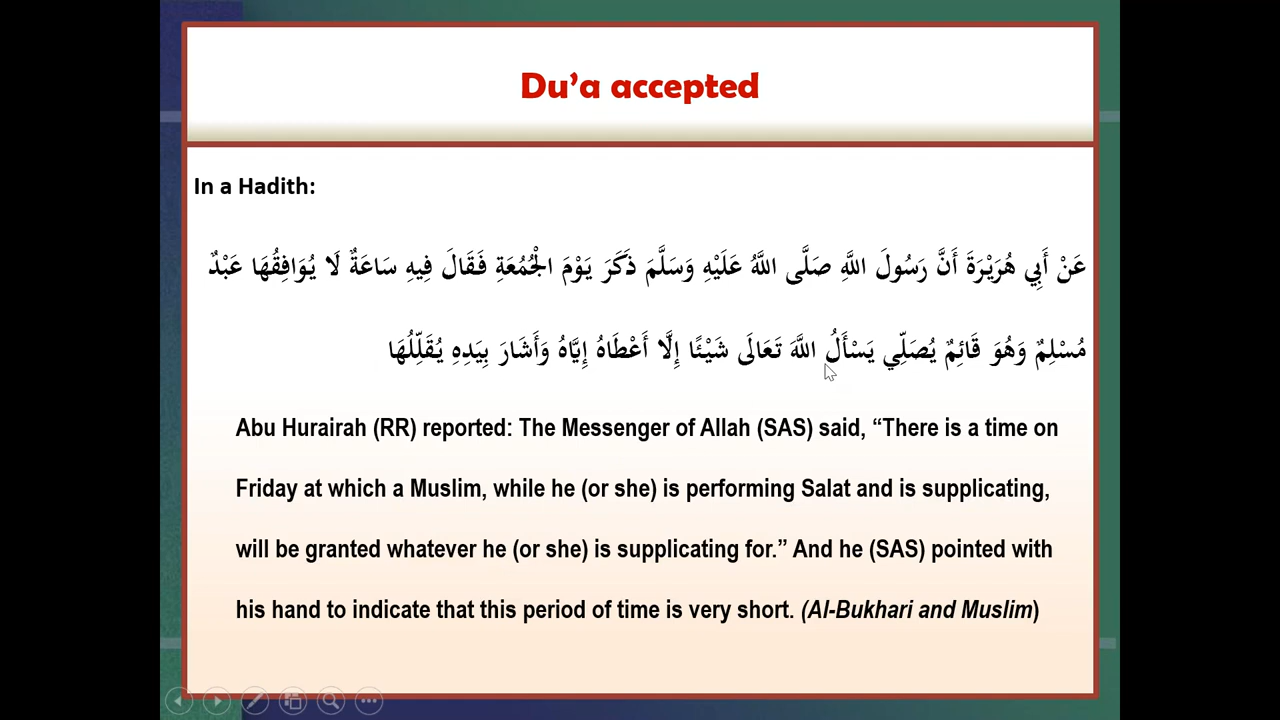 Du’a accepted
In a Hadith:
عَنْ أَبِي هُرَيْرَةَ أَنَّ رَسُولَ اللَّهِ صَلَّى اللَّهُ عَلَيْهِ وَسَلَّمَ ذَكَرَ يَوْمَ الْجُمُعَةِ فَقَالَ فِيهِ سَاعَةٌ لَا يُوَافِقُهَا عَبْدٌ
مُسْلِمٌ وَهُوَ قَائِمٌ يُصَلِّي يَسْأَلُ اللَّهَ تَعَالَى شَيْئًا إِلَّا أَعْطَاهُ إِيَّاهُ وَأَشَارَ بِيَدِهِ يُقَلِّلُهَا
Abu Hurairah (RR) reported: The Messenger of Allah (SAS) said, “There is a time on
Friday at which a Muslim, while he (or she) is performing Salat and is supplicating,
will be granted whatever he (or she) is supplicating for.” And he (SAS) pointed with
his hand to indicate that this period of time is very short. (Al-Bukhari and Muslim)